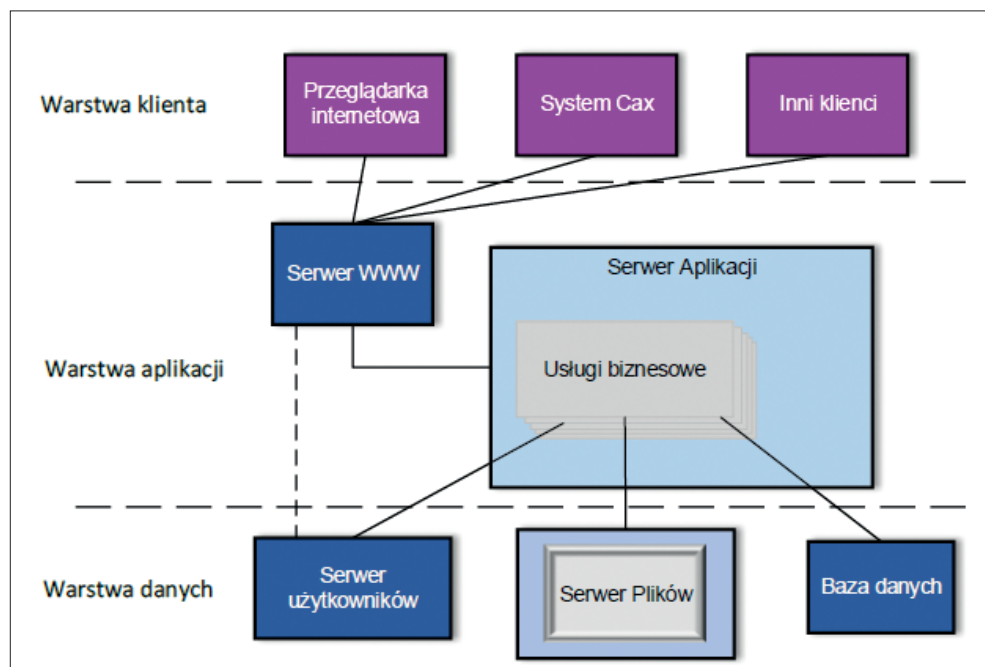 Warstwa klienta
Przeglądarka
internetowa
System Cax
Inni klienci
Serwer WWW
Serwer Aplikacji
Warstwa aplikacji
Usługi biznesowe
Warstwa danych
Serwer
użytkowników
Serwer Plików
Baza danych